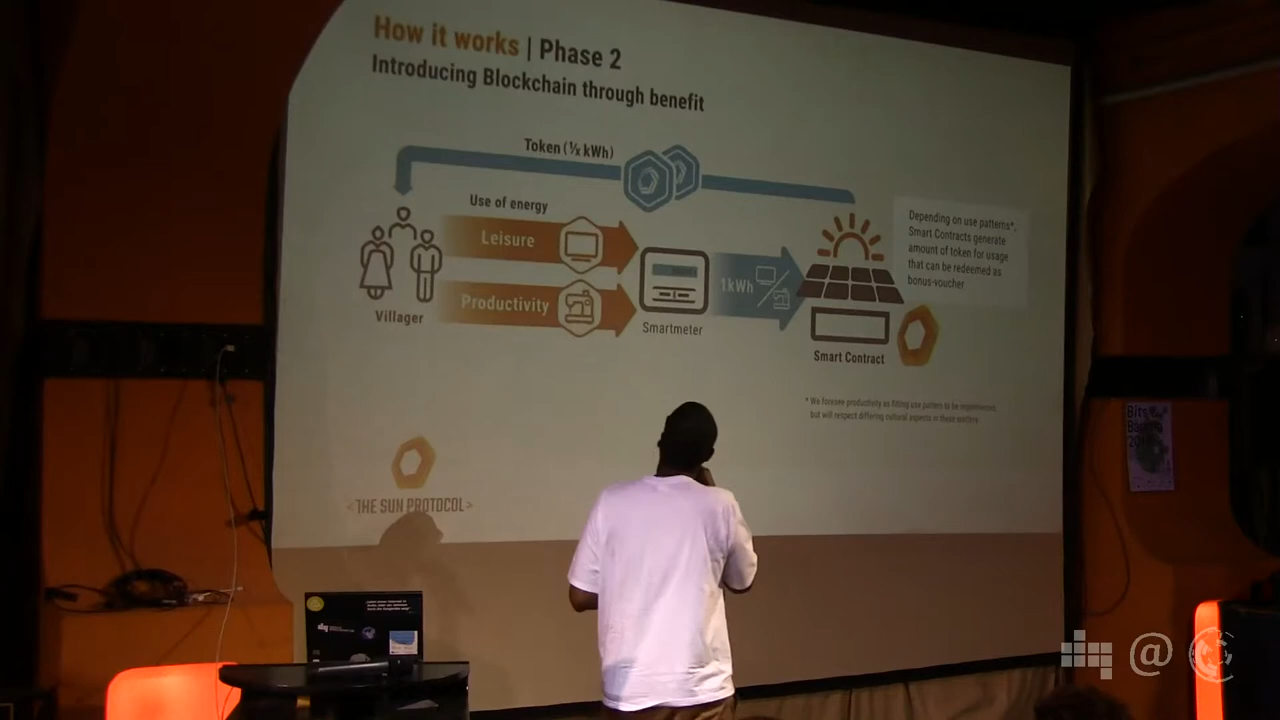 How it works | Phase 2
Introducing Blockchain through benefit
Token (⅟x kWh)
Use of energy
Leisure
Productivity
Villager
Smartmeter
1kWh
Smart Contract
Depending on use patterns*,
Smart Contracts generate
amount of token for usage
that can be redeemed as
bonus-voucher
* We foresee productivity as fitting use pattern to be incentivised,
but will respect differing cultural aspects in these matters
<THE SUN PROTOCOL>
Bits
@